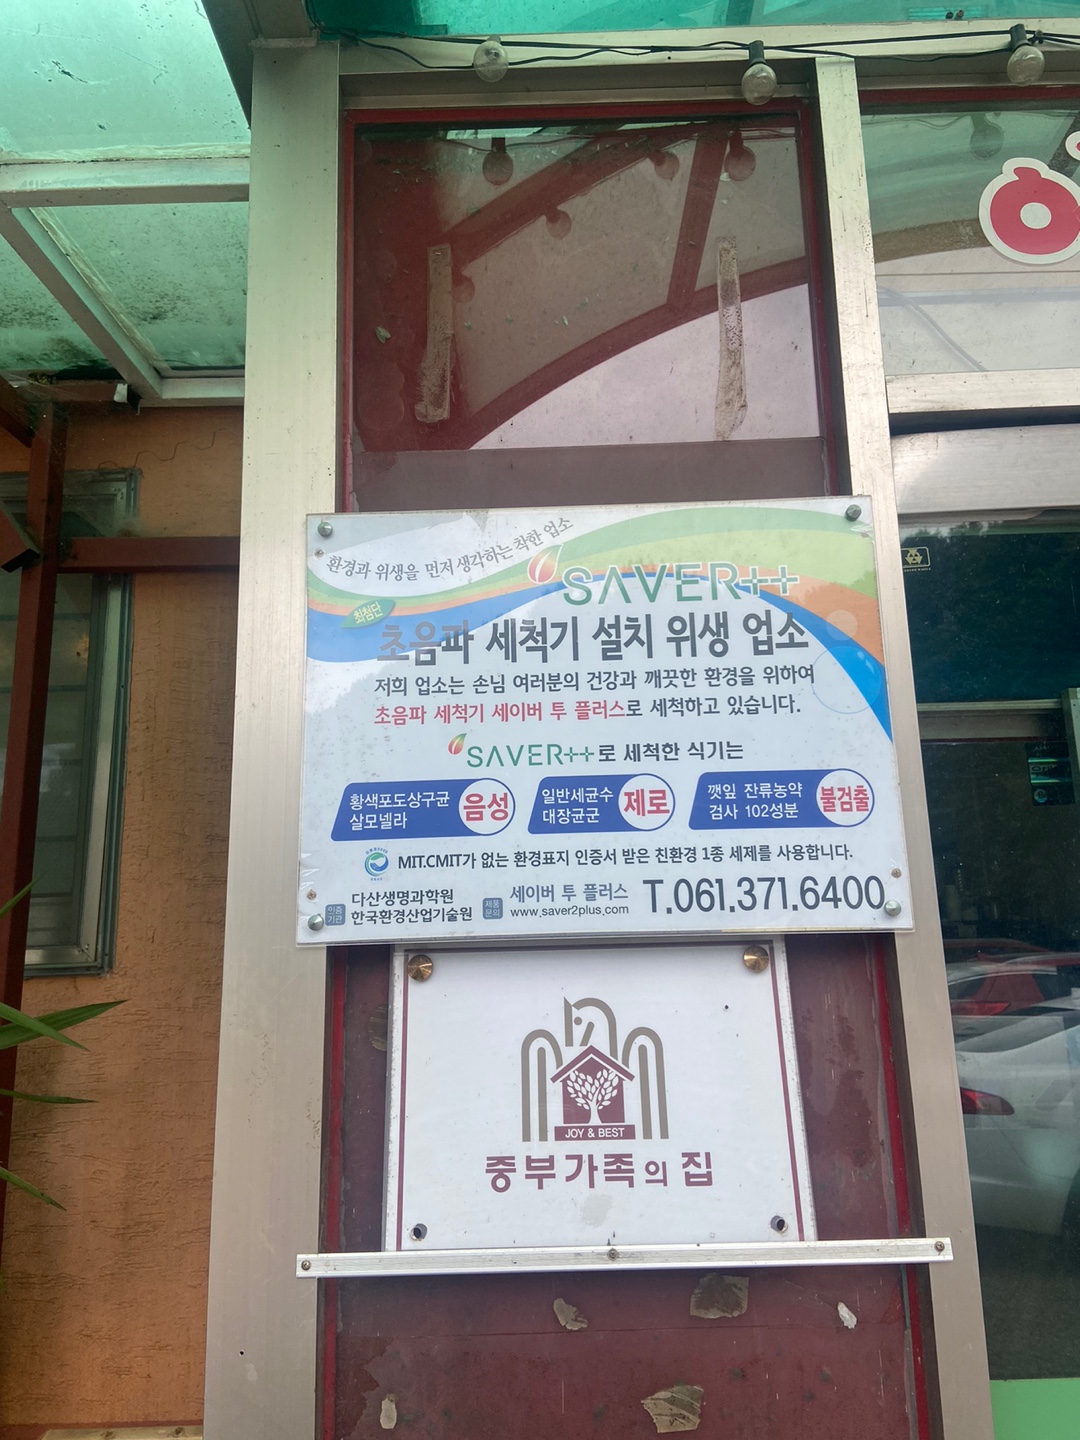 환경과 위생을 먼저 생각하는 착한 업소
SAVER++
최첨단
초음파 세척기 설치 위생 업소
저희 업소는 손님 여러분의 건강과 깨끗한 환경을 위하여
초음파 세척기 세이버 투 플러스로 세척하고 있습니다.
SAVER++로 세척한 식기는
황색포도상구균
살모넬라
음성
일반세균수
대장균군
제로
깻잎 잔류농약
검사 102성분
불검출
MIT.CMIT가 없는 환경표지 인증서 받은 친환경 1종 세제를 사용합니다.
인증
기관
다산생명과학원
한국환경산업기술원
제품
문의
세이버 투 플러스
www.saver2plus.com
T.061.371.6400
JOY & BEST
중부가족의 집